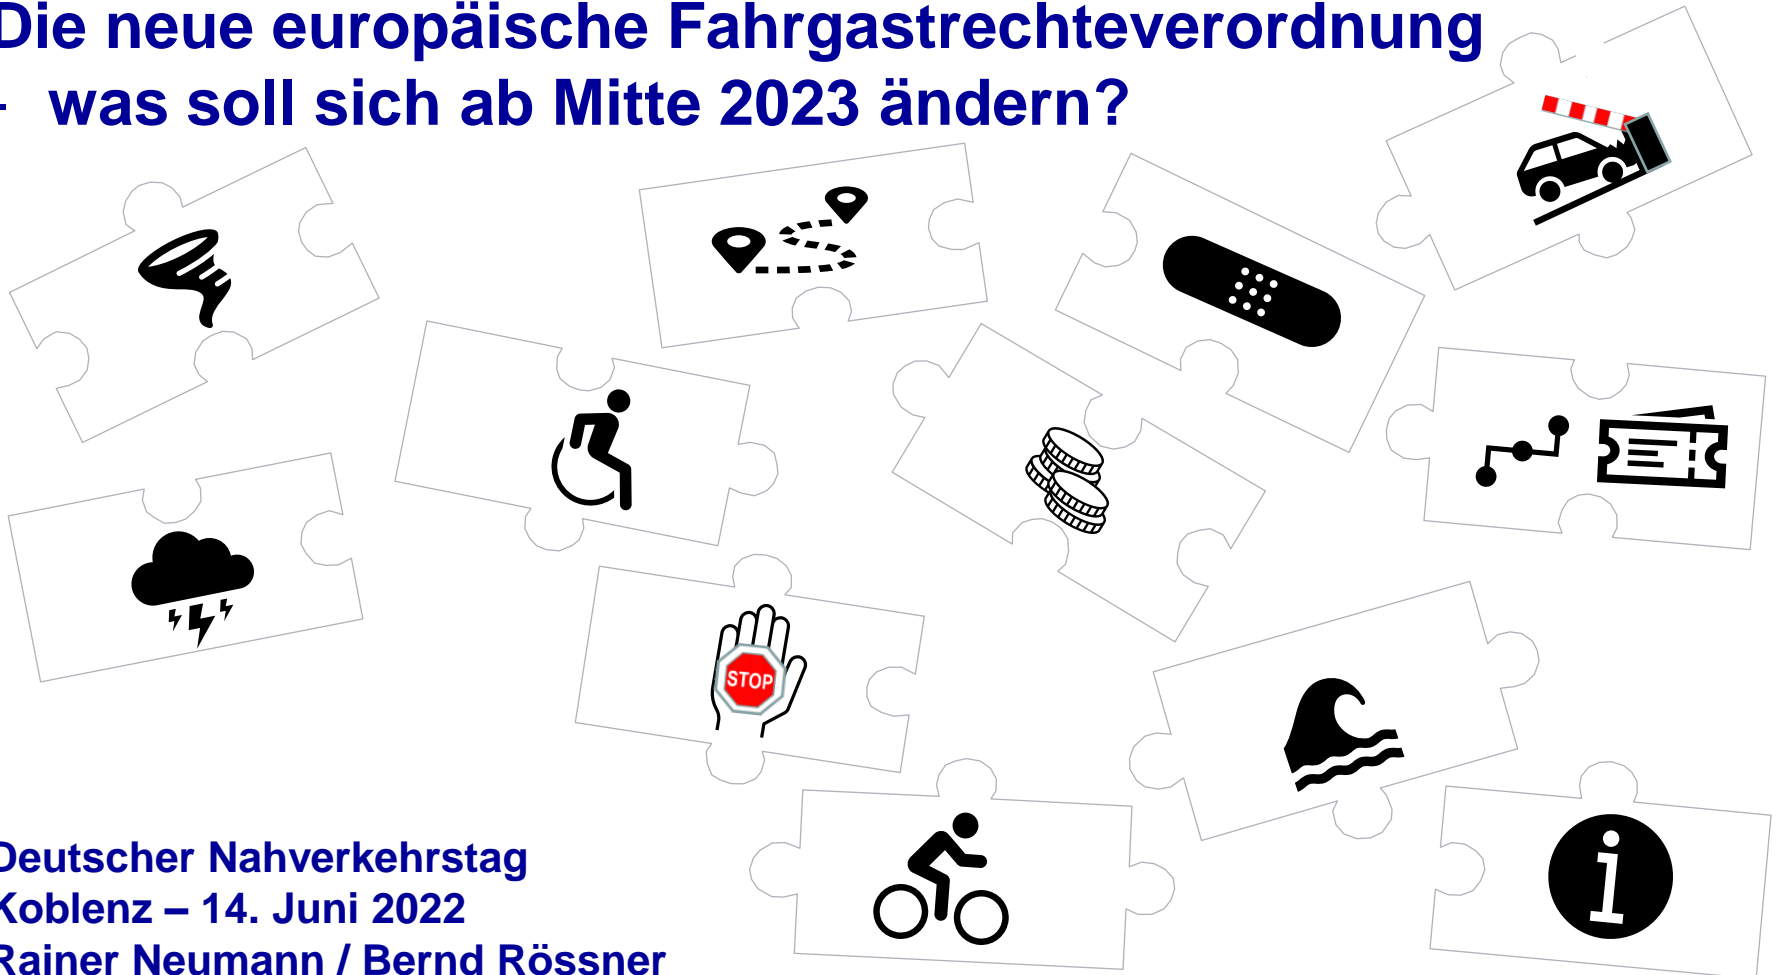 Die neue europäische Fahrgastrechteverordnung
- was soll sich ab Mitte 2023 ändern?
STOP
Deutscher Nahverkehrstag
Koblenz – 14. Juni 2022
Rainer Neumann / Bernd Rössner